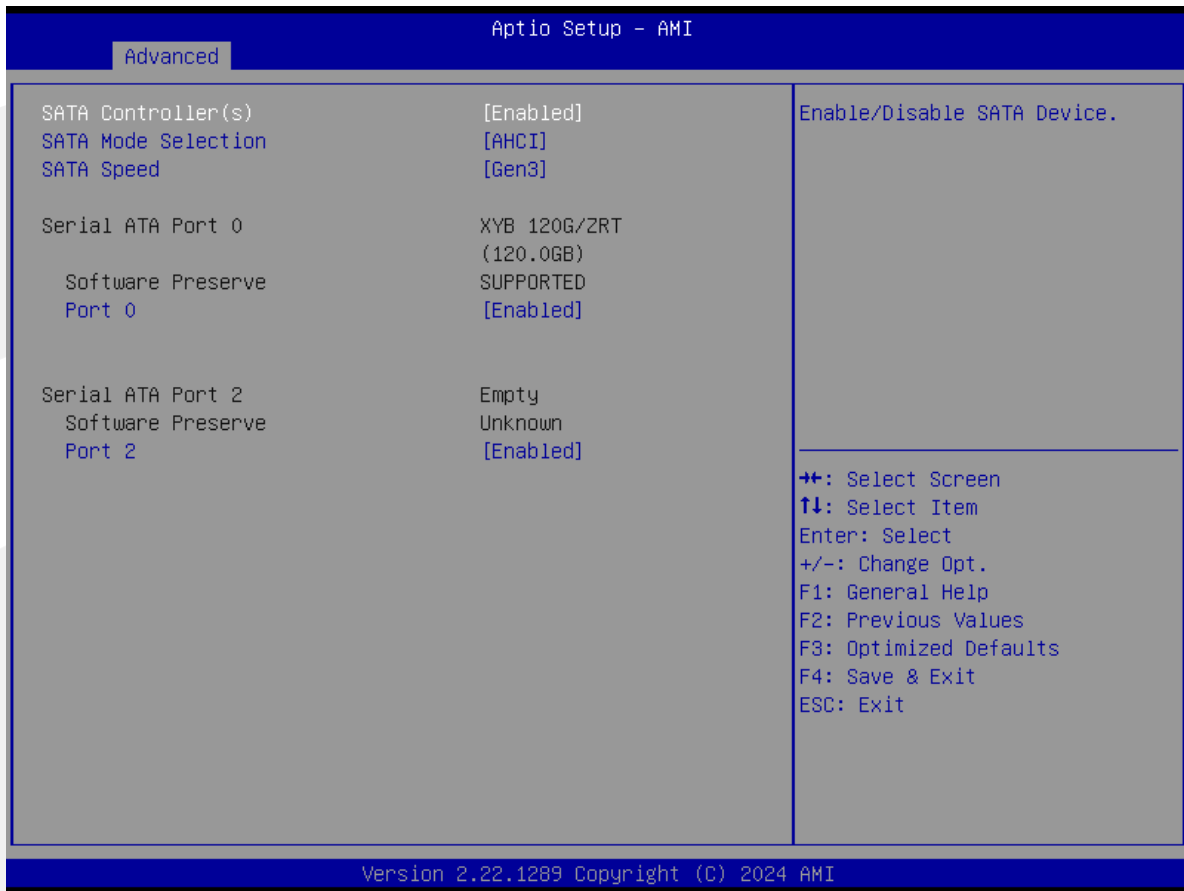 Aptio Setup – AMI
Advanced
SATA Controller(s) [Enabled]
SATA Mode Selection [AHCI]
SATA Speed [Gen3]
Serial ATA Port 0 XYB 120G/ZRT
(120.0GB)
Software Preserve SUPPORTED
Port 0 [Enabled]
Serial ATA Port 2 Empty
Software Preserve Unknown
Port 2 [Enabled]
Enable/Disable SATA Device.
→←: Select Screen
↑↓: Select Item
Enter: Select
+/-: Change Opt.
F1: General Help
F2: Previous Values
F3: Optimized Defaults
F4: Save & Exit
ESC: Exit
Version 2.22.1289 Copyright (C) 2024 AMI